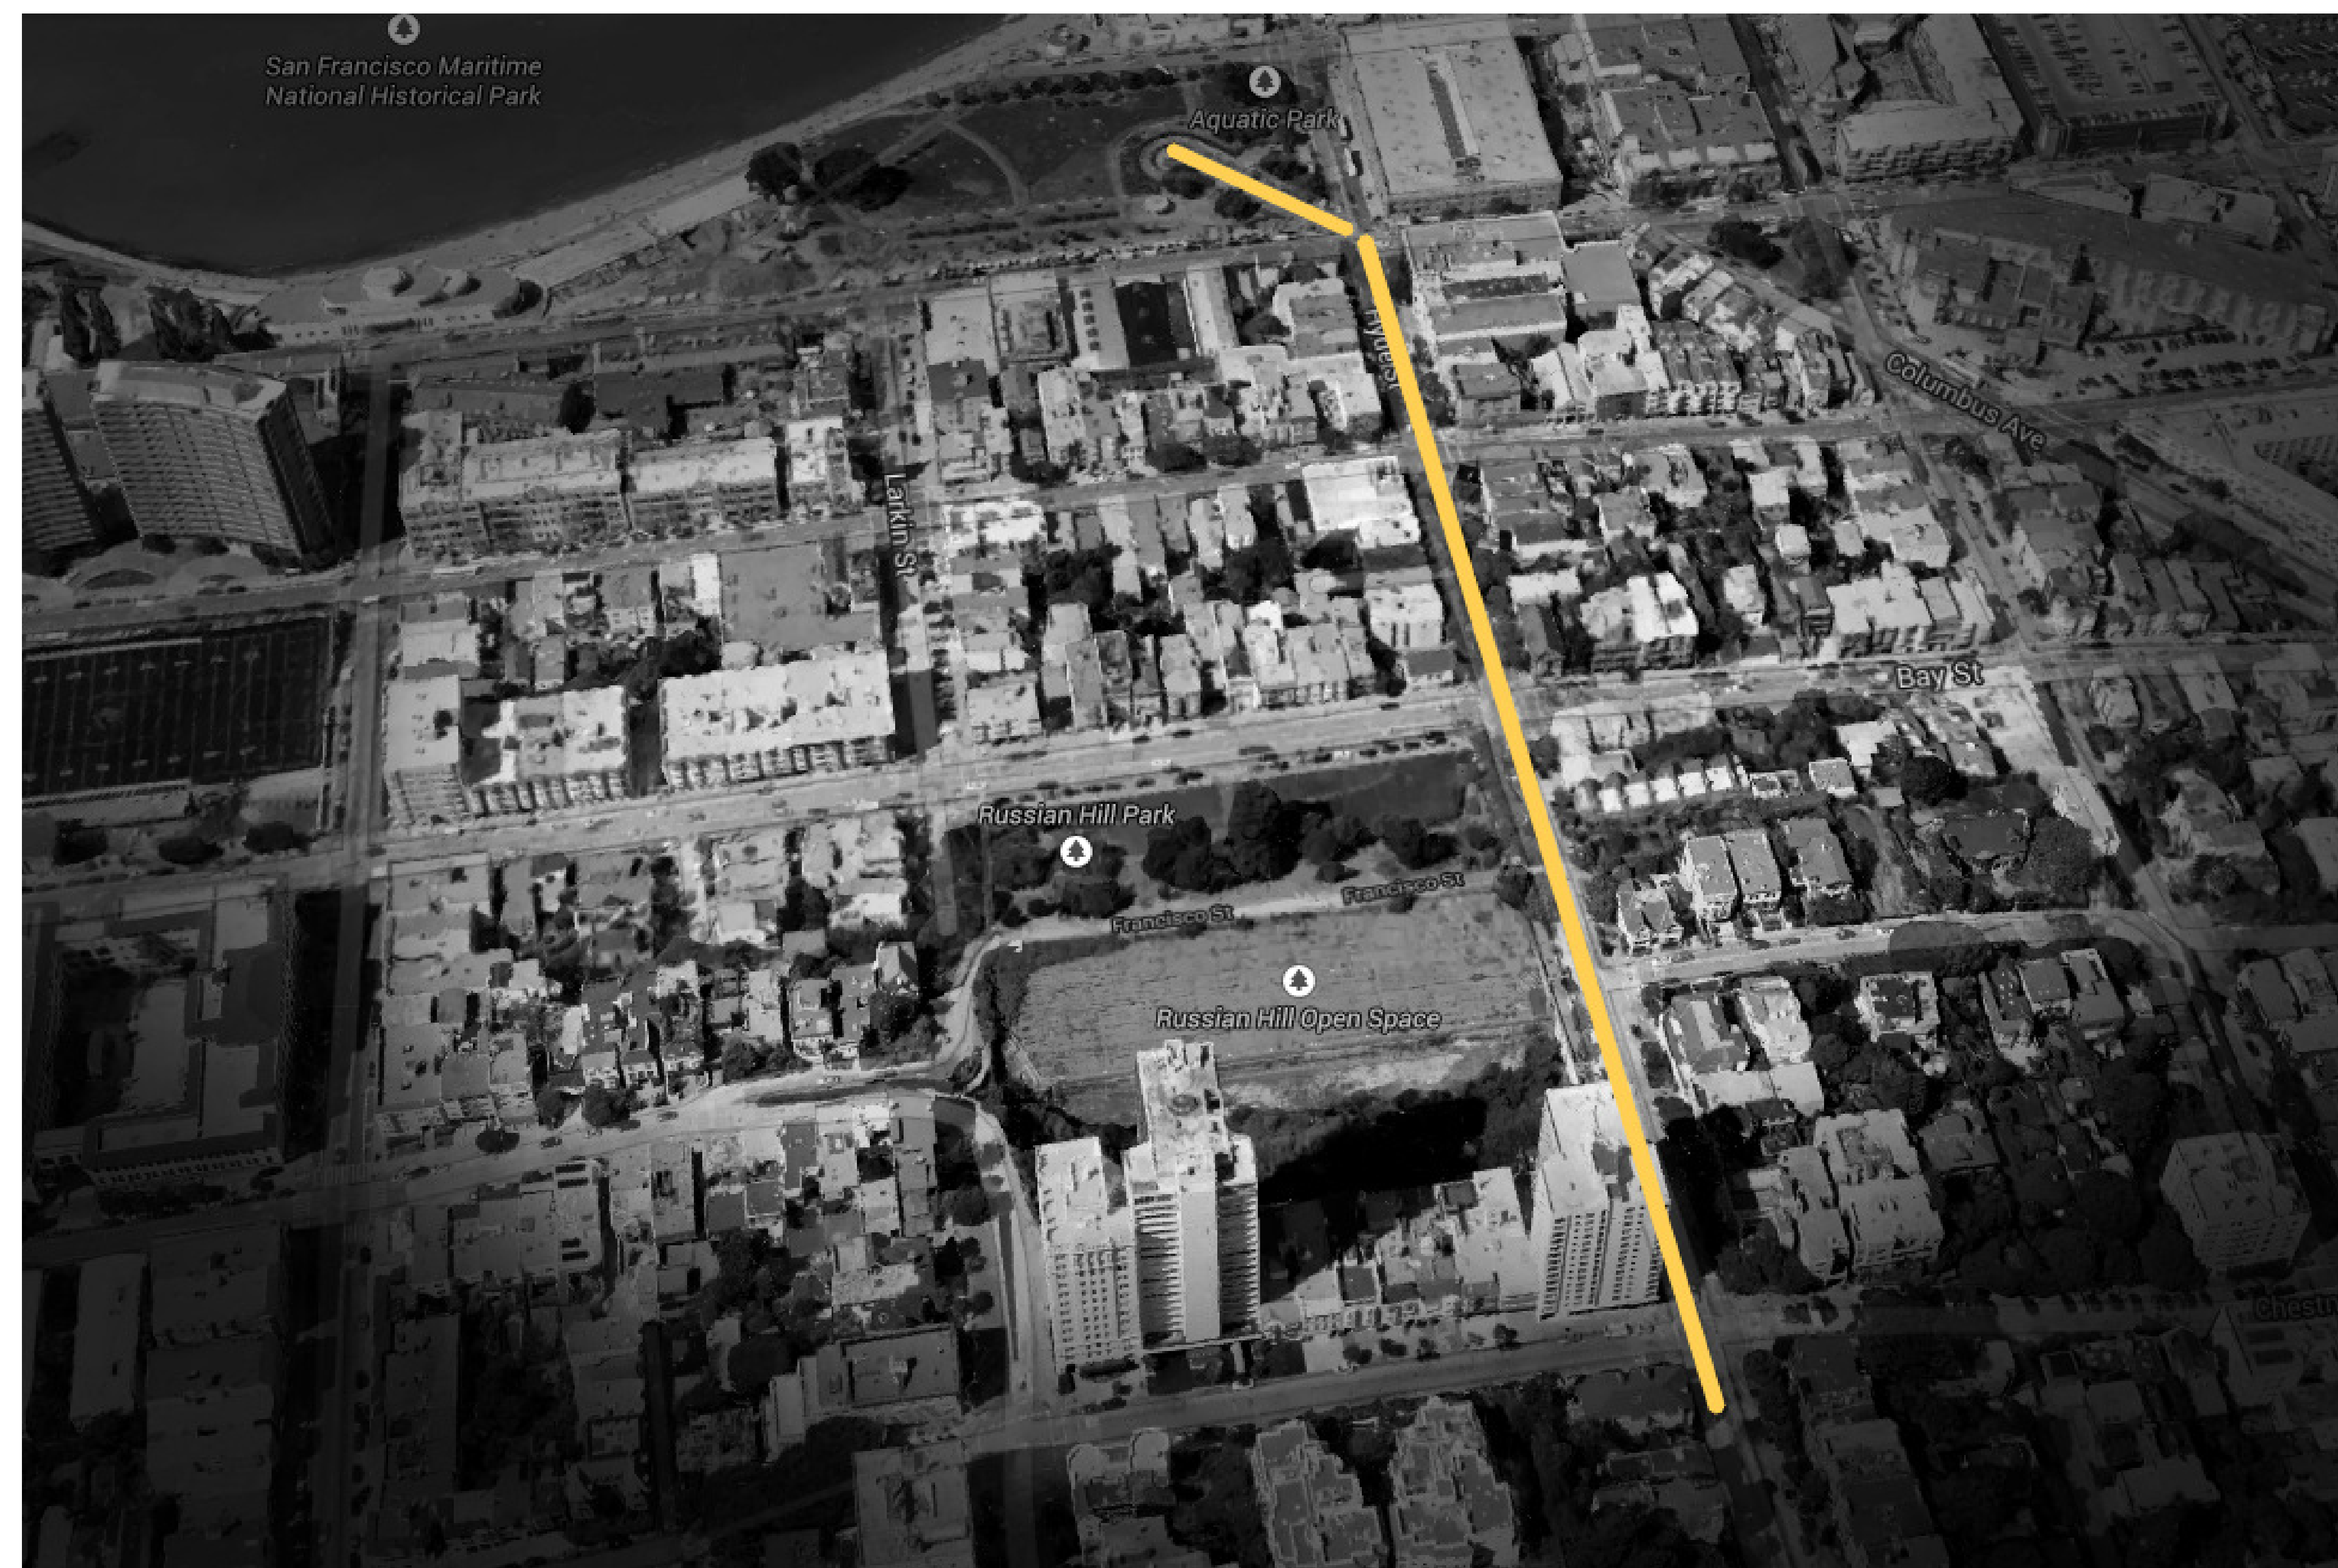 San Francisco Maritime
National Historical Park
Aquatic Park
Hyde St
Columbus Ave
Larkin St
Bay St
Russian Hill Park
Francisco St
Francisco St
Russian Hill Open Space
Chestn